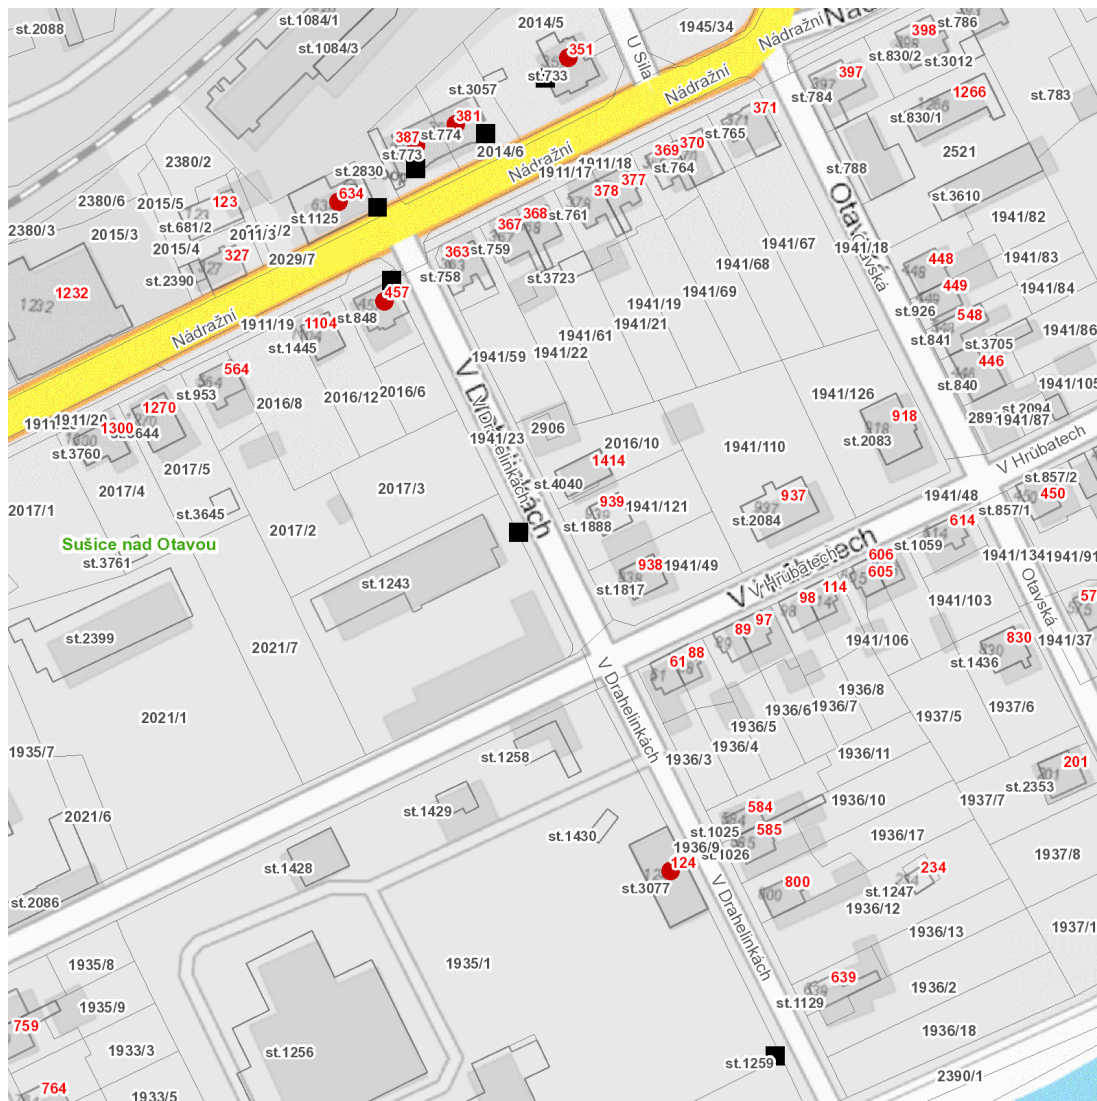 st.2088
st.1084/1
2014/5
351
1945/34
Nádražní
398
st.786
st.1084/3
U Sila
st.733
st.830/2
st.3012
397
st.784
1266
st.783
st.3057
Nádražní
381
st.774
371
st.765
st.830/1
387
st.773
2014/6
370
369
st.764
2521
2380/2
st.2830
Nádražní
1911/18
1911/17
377
378
st.788
634
st.1125
st.3610
Otavská
2380/6
2015/5
123
st.681/2
368
367
st.761
1941/82
2380/3
2015/3
2011/3
2015/4
327
2029/7
363
st.759
1941/67
1941/18
1941/83
448
st.2390
st.758
st.3723
1941/68
449
1941/84
1232
457
1941/69
1941/19
st.926
548
Nádražní
1911/19
1104
st.848
1941/61
1941/21
st.841
st.3705
1941/86
st.1445
1941/59
1941/22
446
564
st.953
st.840
1941/105
2016/12
2016/6
1941/126
2016/8
1270
V Drahelinkách
V Drahelinkách
918
st.2094
1941/87
1911/20
1300
st.3760
2906
1941/23
2016/10
1941/110
st.2083
V Hrúbatech
2017/5
1414
st.4040
2017/4
2017/3
937
1941/48
st.857/2
450
st.857/1
2017/1
st.3645
939
st.1888
1941/121
st.2084
614
2017/2
Sušice nad Otavou
st.3761
V Hrúbatech
V Hrúbatech
st.1059
606
605
1941/134
1941/91
st.1243
938
1941/49
st.1817
114
98
1941/103
Otavská
57
st.2399
97
89
1941/106
830
1941/37
2021/7
88
61
st.1436
V Drahelinkách
1936/8
2021/1
1936/6
1936/7
1937/6
1937/5
1936/5
1935/7
st.1258
1936/4
1936/3
1936/11
201
st.2353
1936/10
1937/7
2021/6
st.1429
584
st.1430
st.1025
585
1936/9
st.1026
1936/17
1937/8
st.1428
124
st.3077
800
234
st.1247
st.2086
1936/12
V Drahelinkách
1936/13
1937/1
1935/8
1935/1
639
1936/2
1935/9
st.1129
759
1936/18
1933/3
st.1256
st.1259
2390/1
764
1933/5